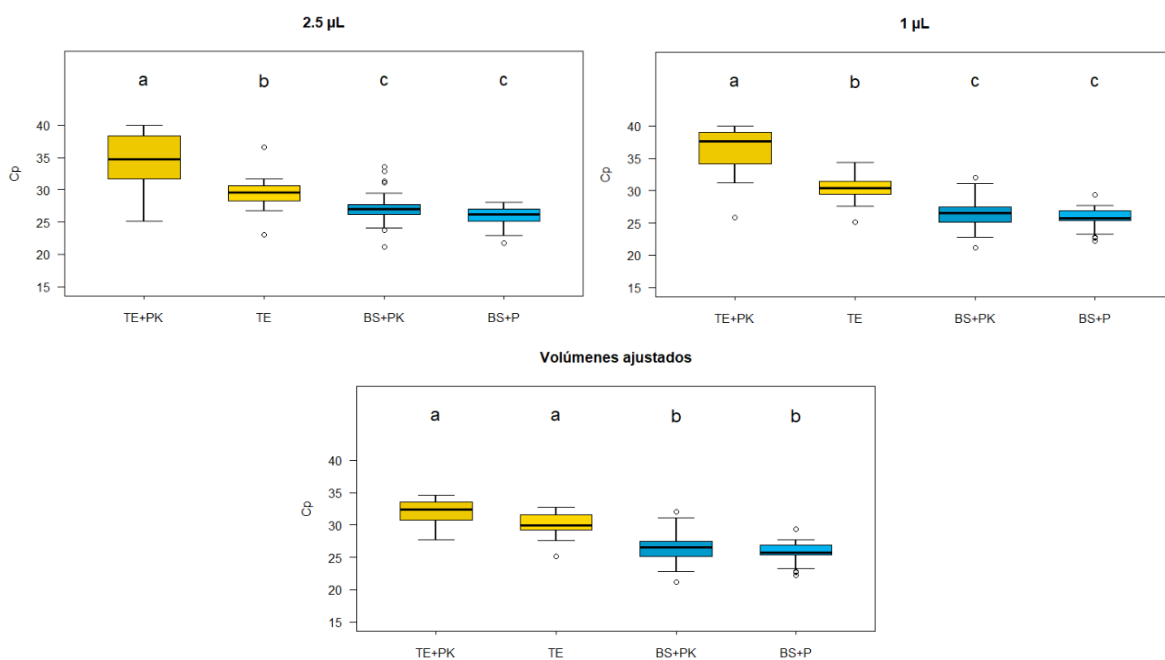 2.5 µL
a b c c
Cp
40
35
30
25
20
15
TE+PK TE BS+PK BS+P
1 µL
a b c c
Cp
40
35
30
25
20
15
TE+PK TE BS+PK BS+P
Volúmenes ajustados
a a b b
Cp
40
35
30
25
20
15
TE+PK TE BS+PK BS+P